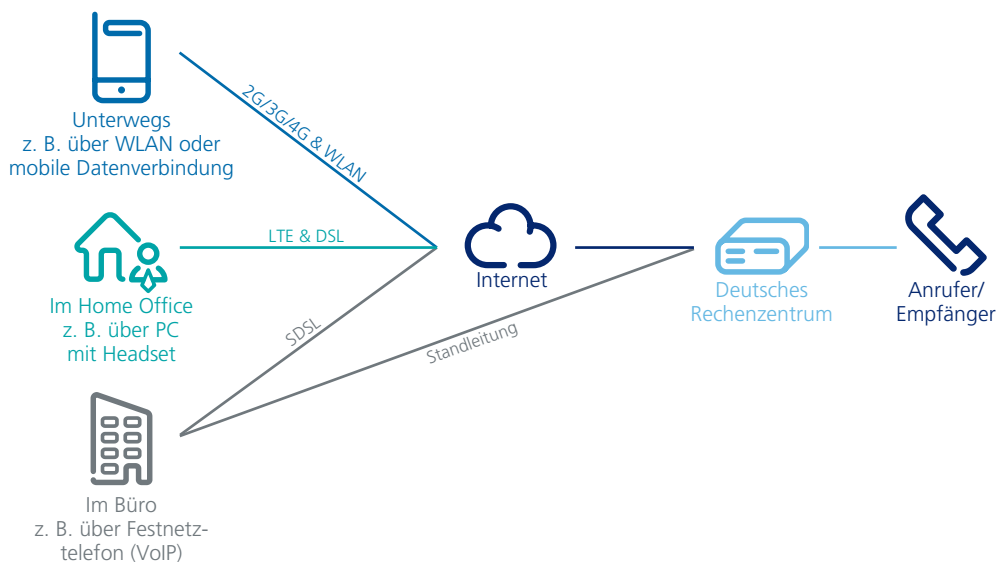 Unterwegs
z. B. über WLAN oder
mobile Datenverbindung
2G/3G/4G & WLAN
Im Home Office
z. B. über PC
mit Headset
LTE & DSL
Im Büro
z. B. über Festnetz-
telefon (VoIP)
SDSL
Standleitung
Internet
Deutsches
Rechenzentrum
Anrufer/
Empfänger